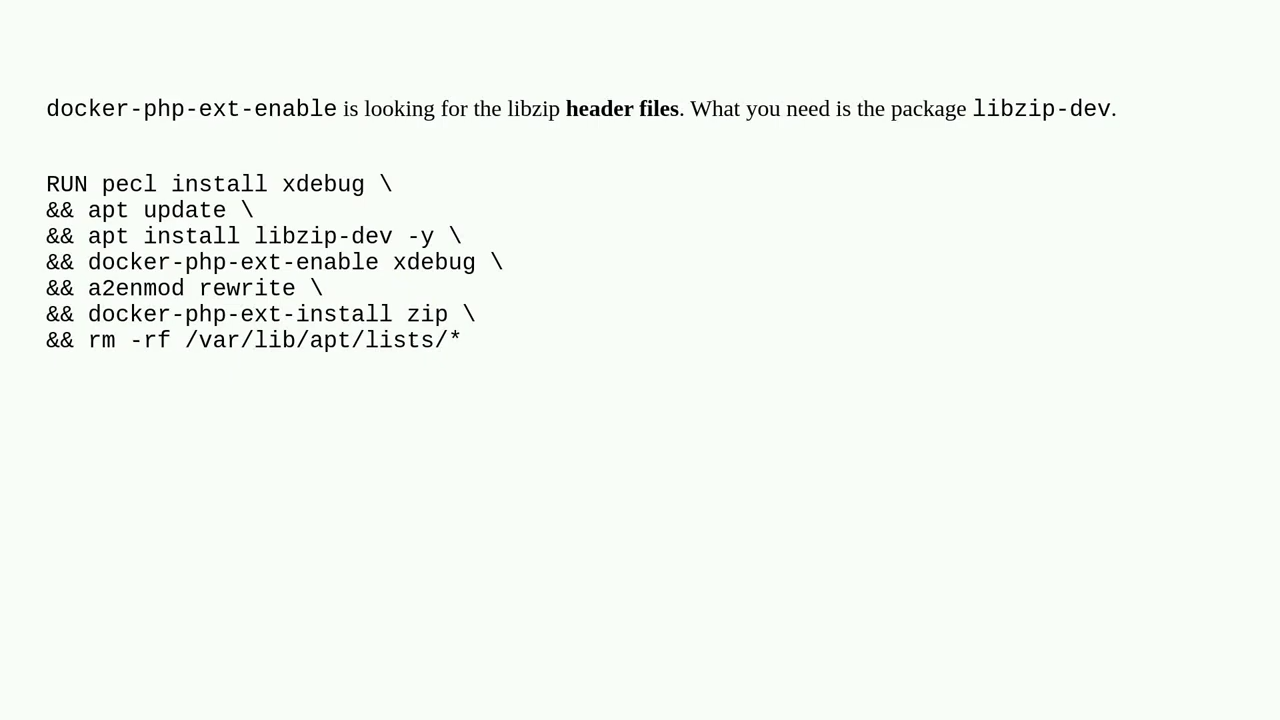 docker-php-ext-enable is looking for the libzip header files. What you need is the package libzip-dev.
RUN pecl install xdebug \
&& apt update \
&& apt install libzip-dev -y \
&& docker-php-ext-enable xdebug \
&& a2enmod rewrite \
&& docker-php-ext-install zip \
&& rm -rf /var/lib/apt/lists/*